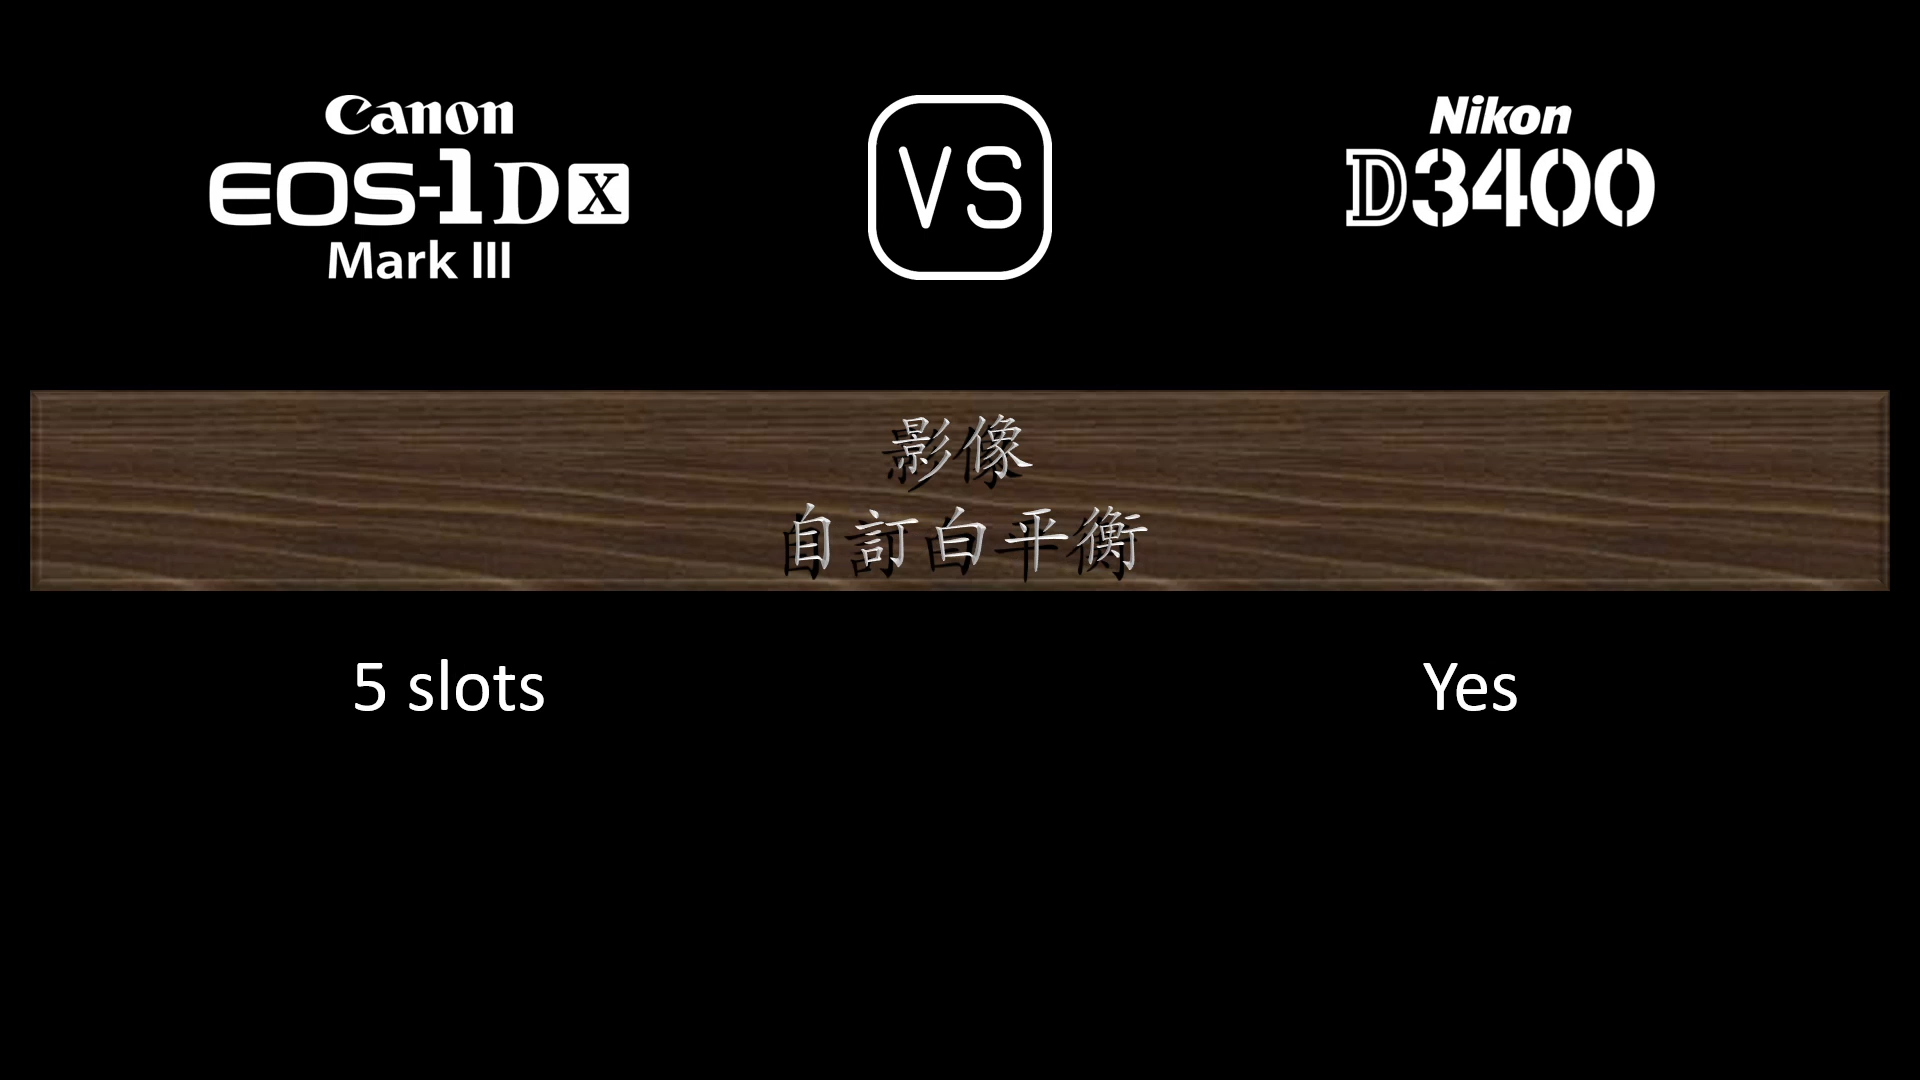 Canon
EOS-1D X
Mark III
VS
Nikon
D3400
影像
自訂白平衡
5 slots
Yes